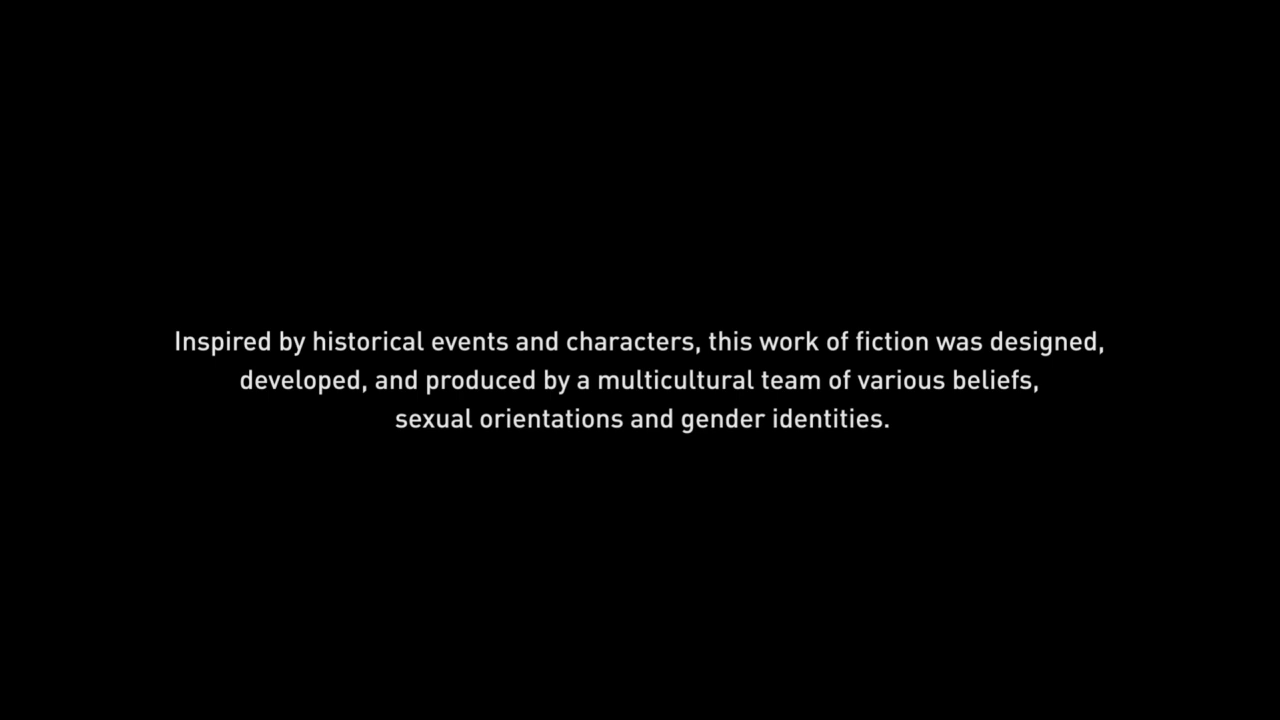 Inspired by historical events and characters, this work of fiction was designed,
developed, and produced by a multicultural team of various beliefs,
sexual orientations and gender identities.